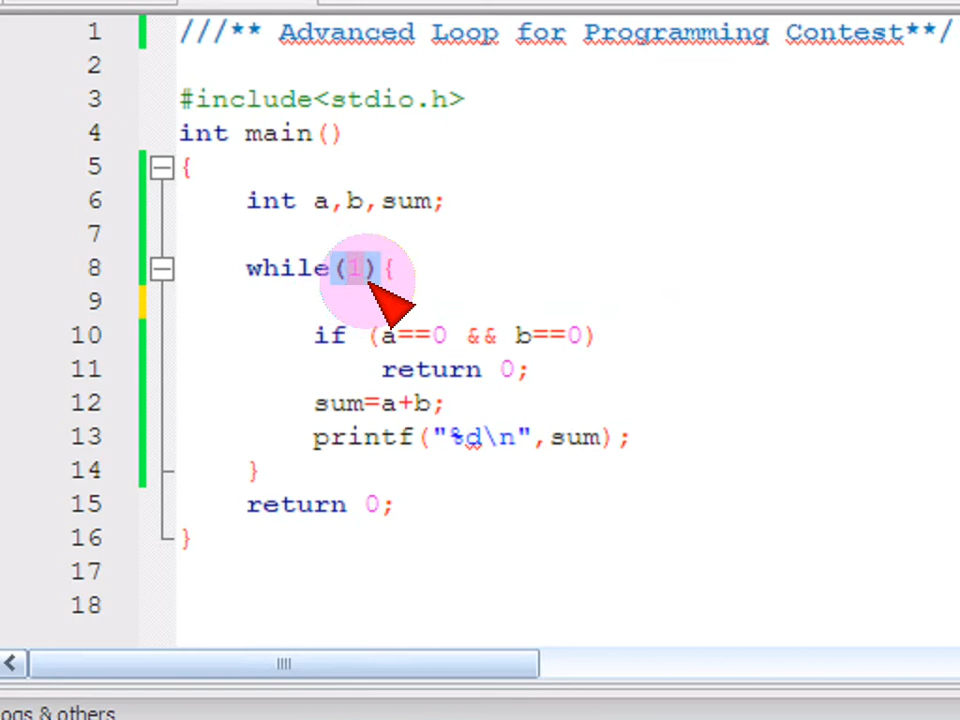 1 ///** Advanced Loop for Programming Contest**/
2
3 #include<stdio.h>
4 int main()
5 {
6 int a,b,sum;
7
8 while(1){
9
10 if (a==0 && b==0)
11 return 0;
12 sum=a+b;
13 printf("%d\n",sum);
14 }
15 return 0;
16 }
17
18
ogs & others